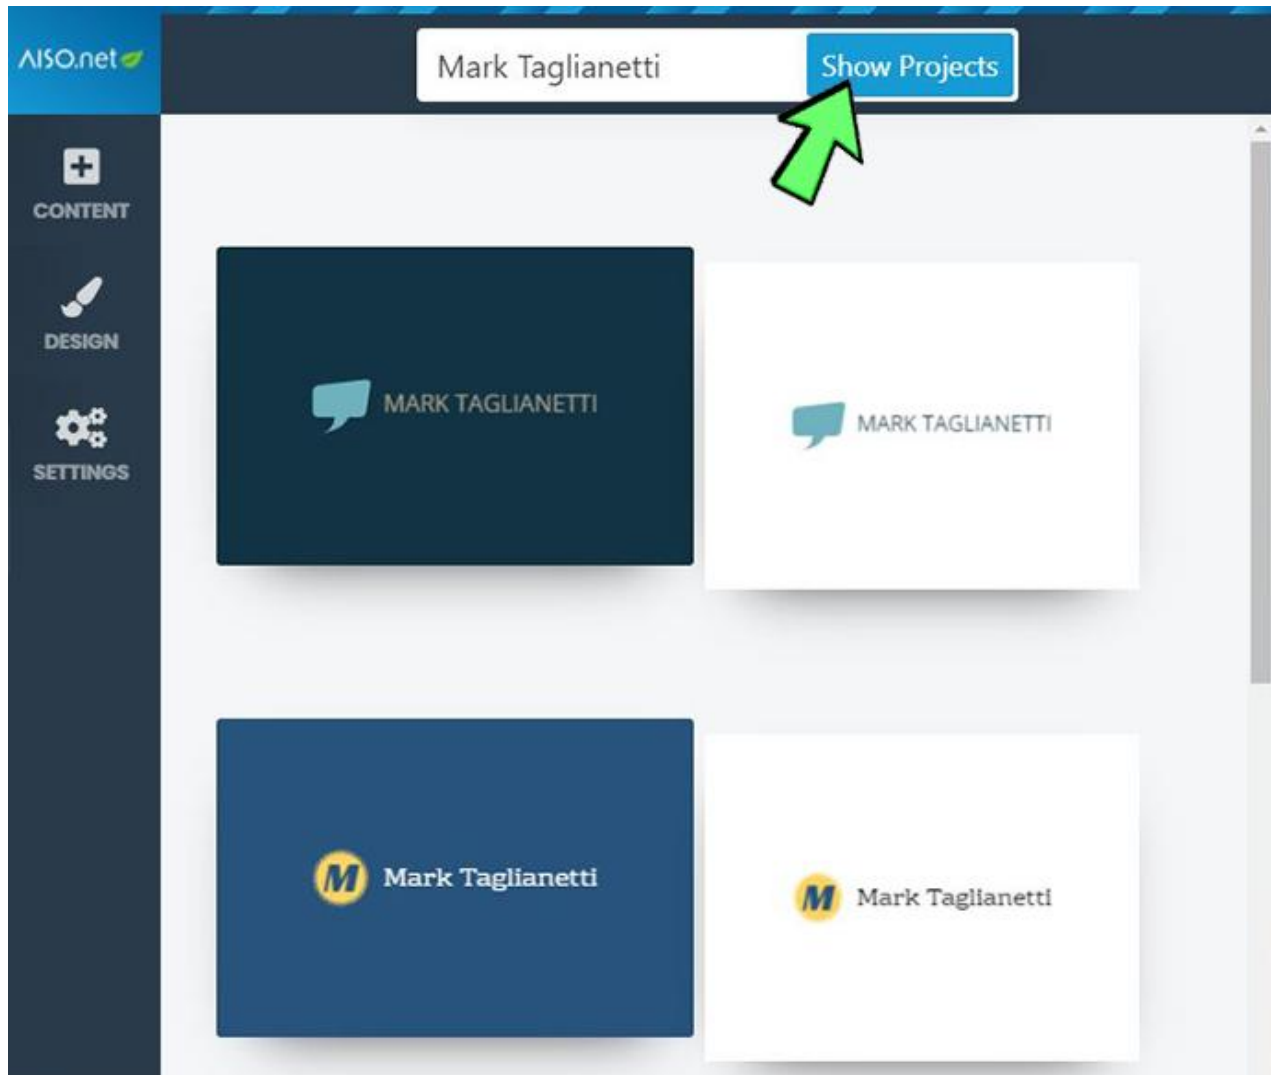 AISO.net
Mark Taglianetti
Show Projects
CONTENT
DESIGN
SETTINGS
MARK TAGLIANETTI
MARK TAGLIANETTI
M Mark Taglianetti
M Mark Taglianetti